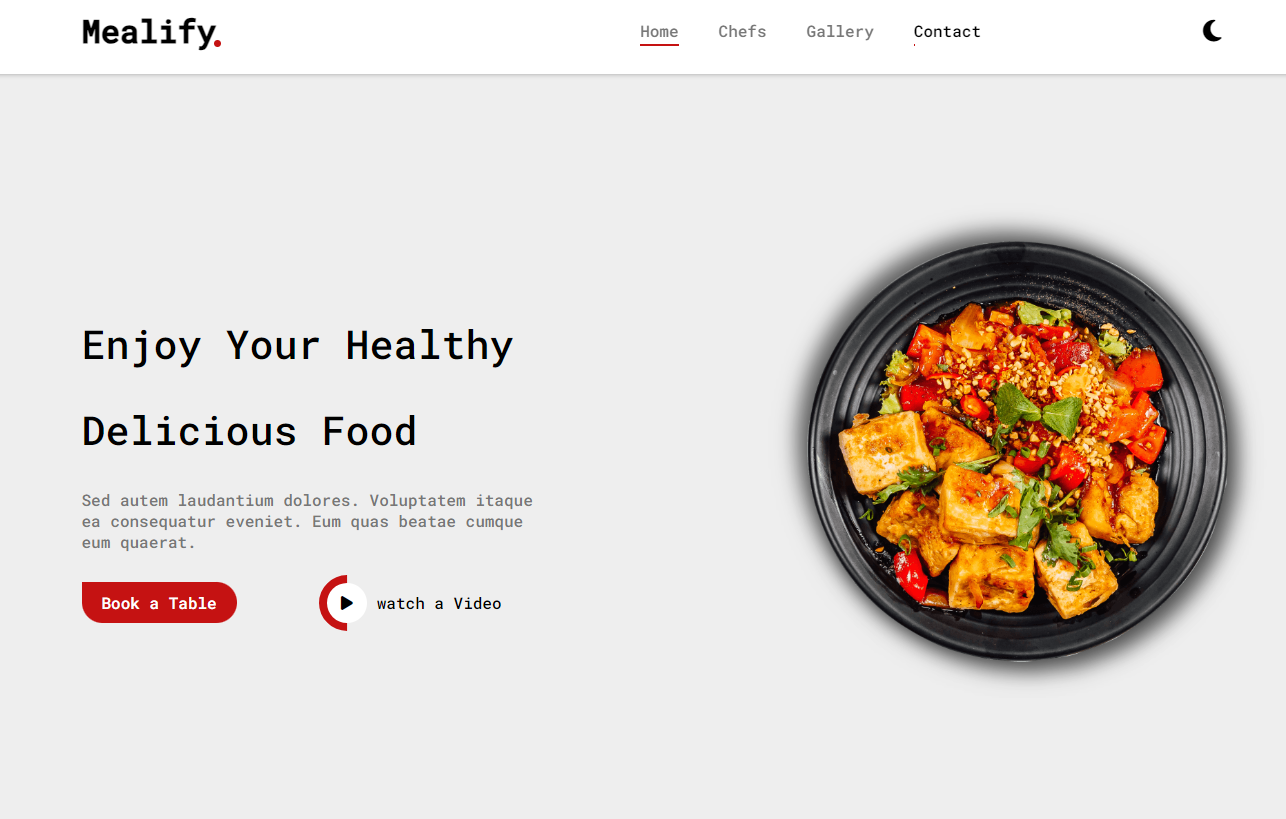 Mealify.
Home Chefs Gallery Contact
Enjoy Your Healthy
Delicious Food
Sed autem laudantium dolores. Voluptatem itaque
ea consequatur eveniet. Eum quas beatae cumque
eum quaerat.
Book a Table
watch a Video